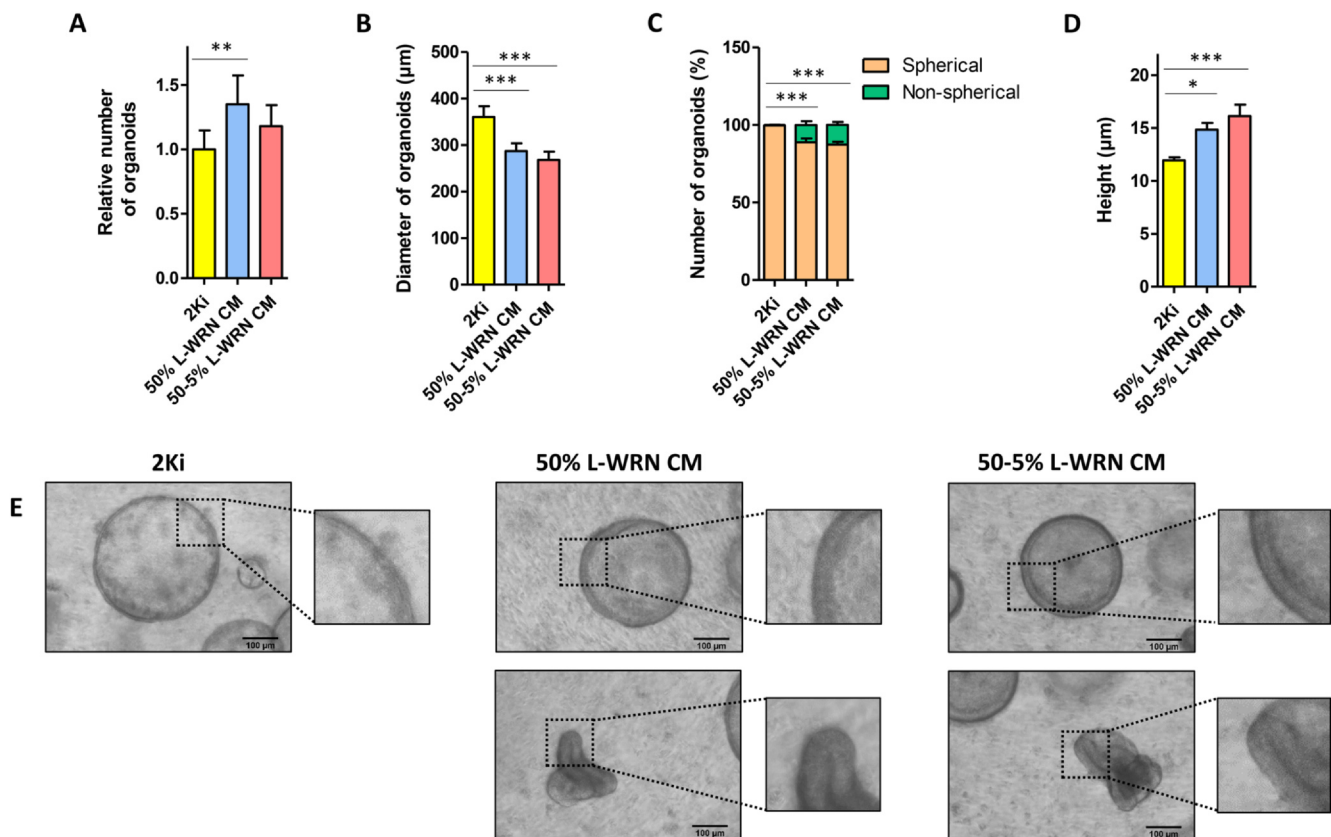 A
**
1.5
1.0
0.5
0.0
Relative number
of organoids
2Ki
50% L-WRN CM
50-5% L-WRN CM
B
***
***
500
400
300
200
100
0
Diameter of organoids (μm)
2Ki
50% L-WRN CM
50-5% L-WRN CM
C
***
***
150
100
50
0
Number of organoids (%)
2Ki
50% L-WRN CM
50-5% L-WRN CM
Spherical
Non-spherical
D
***
*
20
15
10
5
0
Height (μm)
2Ki
50% L-WRN CM
50-5% L-WRN CM
E
2Ki
50% L-WRN CM
50-5% L-WRN CM
100 μm
100 μm
100 μm
100 μm
100 μm